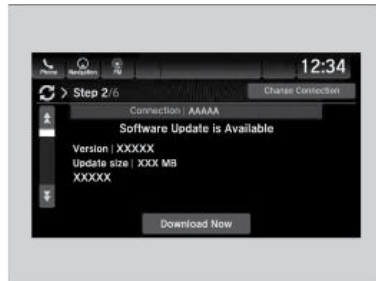 Phone Navigation FM 12:34
> Step 2/6 Change Connection
Connection | AAAAA
Software Update is Available
Version | XXXXX
Update size | XXX MB
XXXXX
Download Now